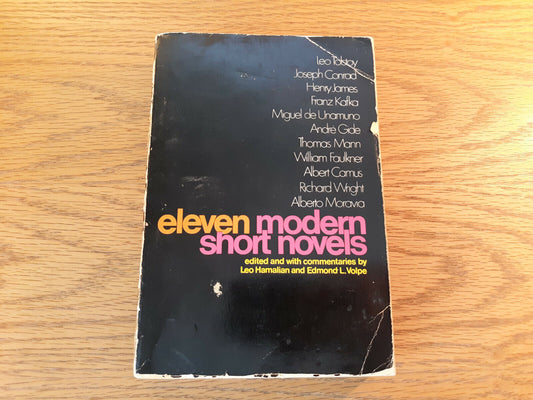 Leo Tolstoy
Joseph Conrad
Henry James
Franz Kafka
Miguel de Unamuno
André Gide
Thomas Mann
William Faulkner
Albert Camus
Richard Wright
Alberto Moravia
eleven modern
short novels
edited and with commentaries by
Leo Hamalian and Edmond L. Volpe